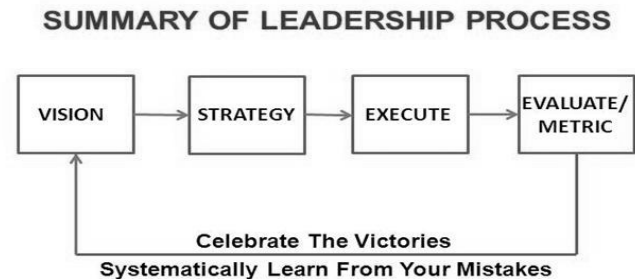 SUMMARY OF LEADERSHIP PROCESS
VISION
STRATEGY
EXECUTE
EVALUATE/
METRIC
Celebrate The Victories
Systematically Learn From Your Mistakes